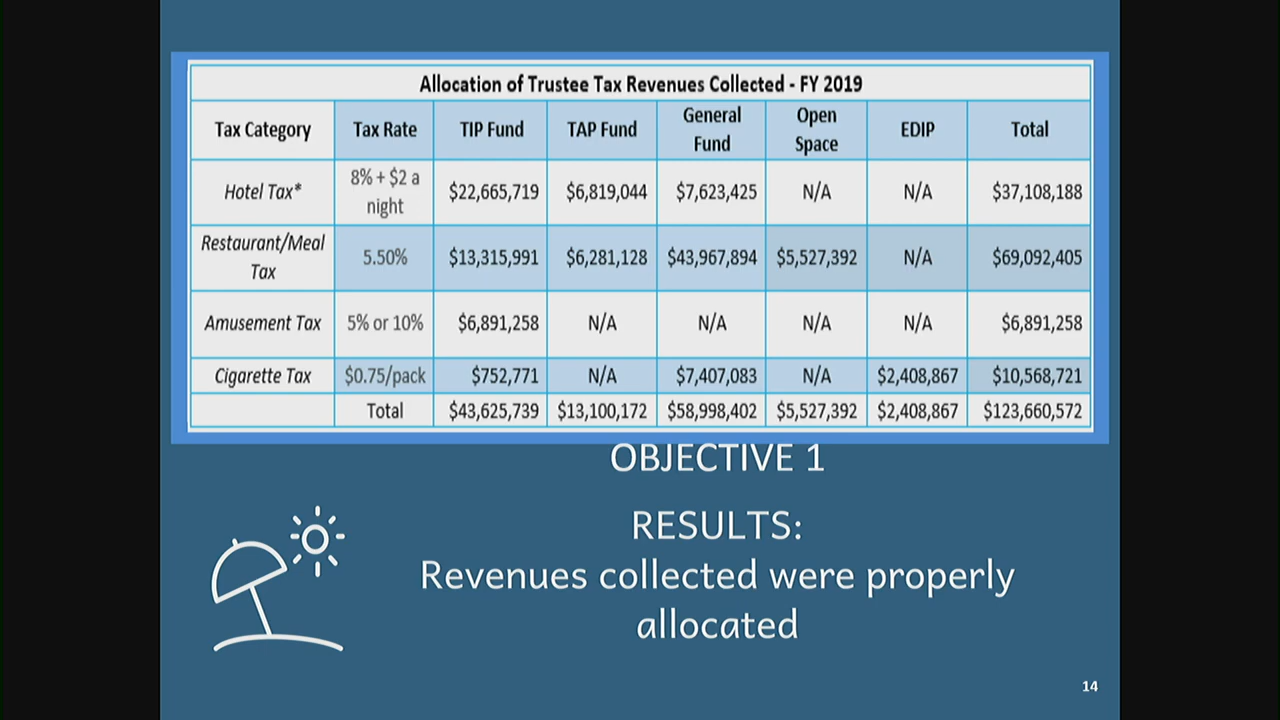 Allocation of Trustee Tax Revenues Collected - FY 2019
Tax Category Tax Rate TIP Fund TAP Fund General Fund Open Space EDIP Total
Hotel Tax* 8% + $2 a night $22,665,719 $6,819,044 $7,623,425 N/A N/A $37,108,188
Restaurant/Meal Tax 5.50% $13,315,991 $6,281,128 $43,967,894 $5,527,392 N/A $69,092,405
Amusement Tax 5% or 10% $6,891,258 N/A N/A N/A N/A $6,891,258
Cigarette Tax $0.75/pack $752,771 N/A $7,407,083 N/A $2,408,867 $10,568,721
Total $43,625,739 $13,100,172 $58,998,402 $5,527,392 $2,408,867 $123,660,572
OBJECTIVE 1
RESULTS:
Revenues collected were properly
allocated
14